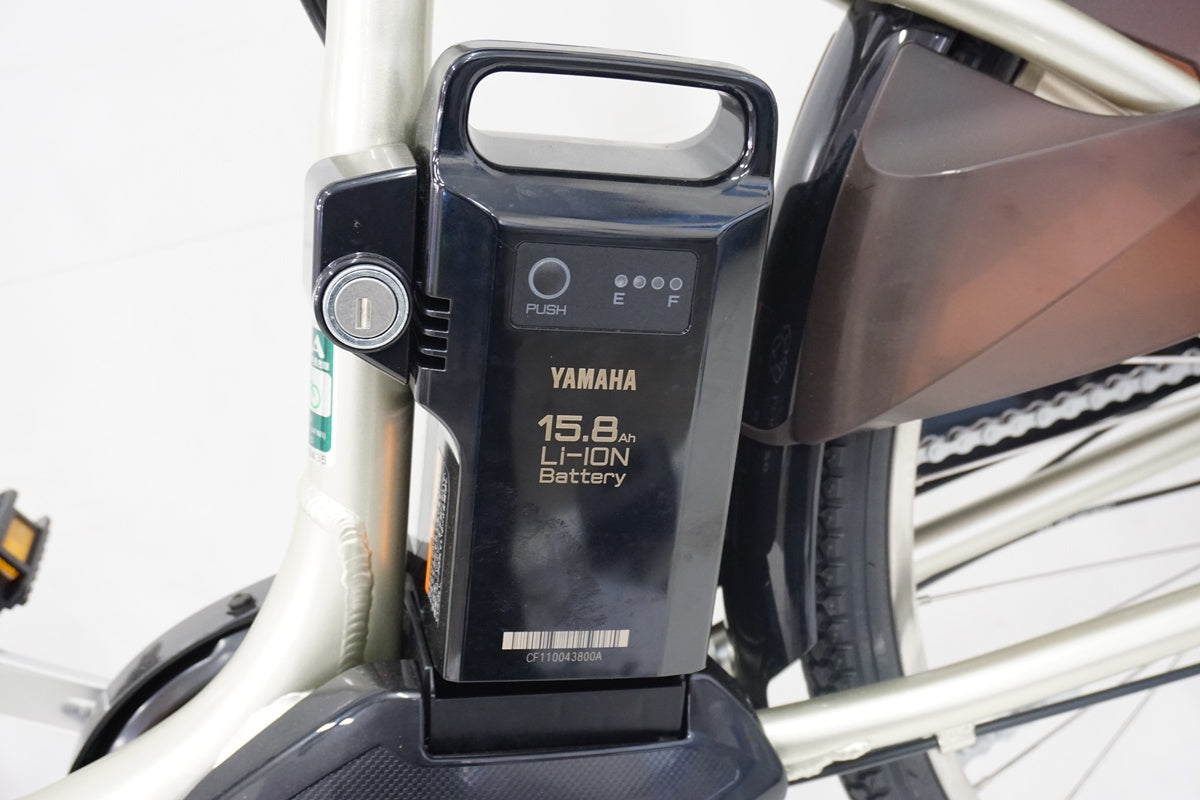 PUSH
E F
YAMAHA
15.8Ah
Li-ION
Battery
CF110043800A